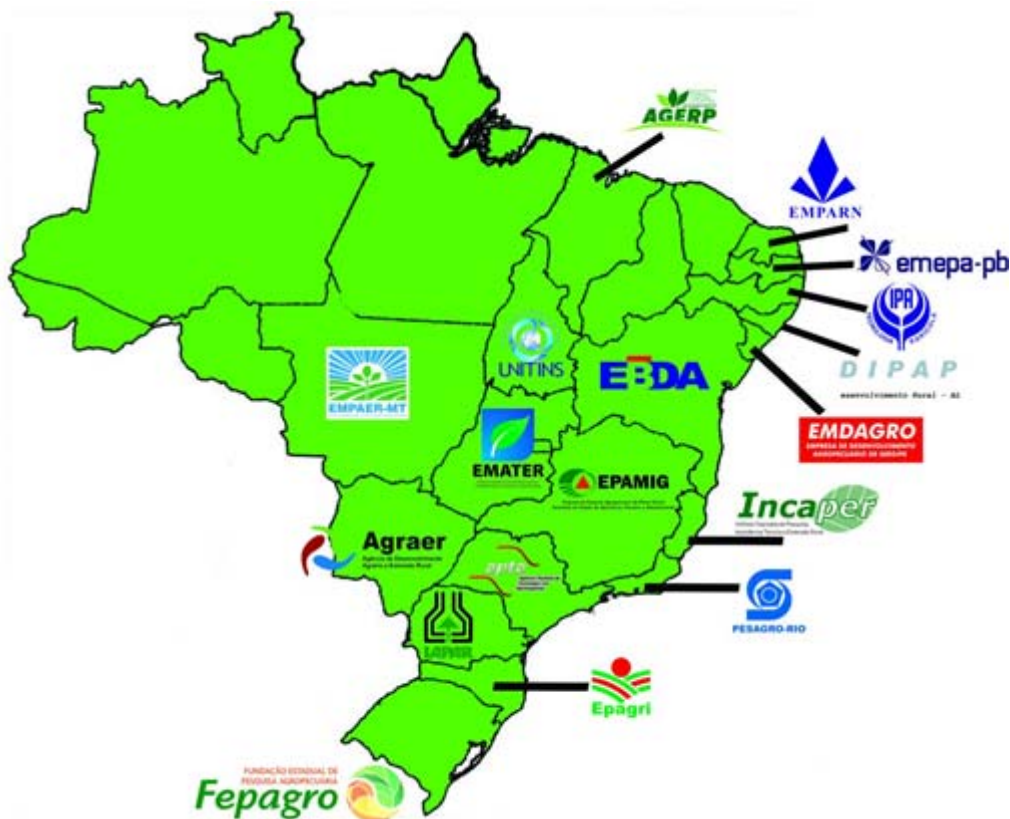 AGERP
EMPARN
emepa-pb
IPA
DIPAP
Desenvolvimento Rural - AL
UNITINS
EBDA
EMPAER-MT
EMDAGRO
EMPRESA DE DESENVOLVIMENTO
AGROPECUÁRIO DE SERGIPE
EMATER
EPAMIG
Incaper
Agraer
Agência de Desenvolvimento
Agrário e Extensão Rural
apta
PESAGRO-RIO
IAPAR
Epagri
FUNDAÇÃO ESTADUAL DE
PESQUISA AGROPECUÁRIA
Fepagro